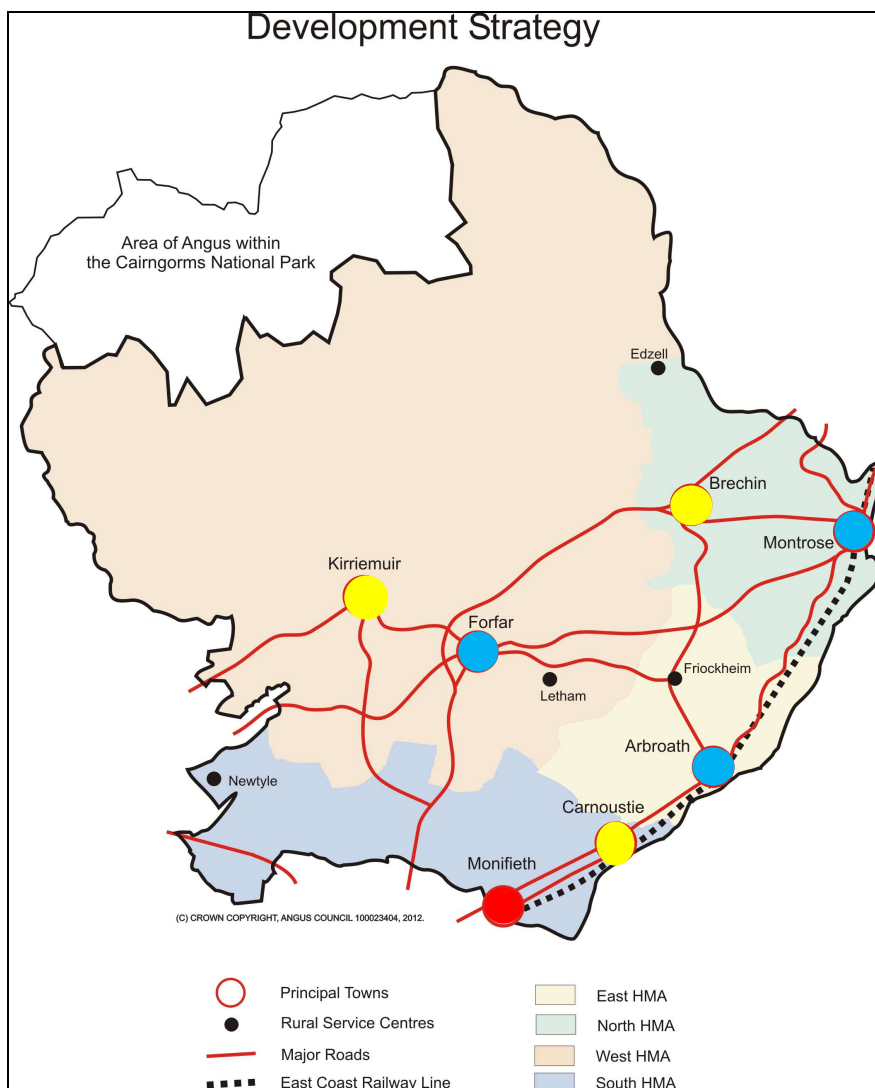 Development Strategy
Area of Angus within
the Cairngorms National Park
Edzell
Brechin
Montrose
Kirriemuir
Forfar
Friockheim
Letham
Arbroath
Newtyle
Carnoustie
Monifieth
(C) CROWN COPYRIGHT, ANGUS COUNCIL 100023404, 2012.
Principal Towns
East HMA
Rural Service Centres
North HMA
Major Roads
West HMA
East Coast Railway Line
South HMA